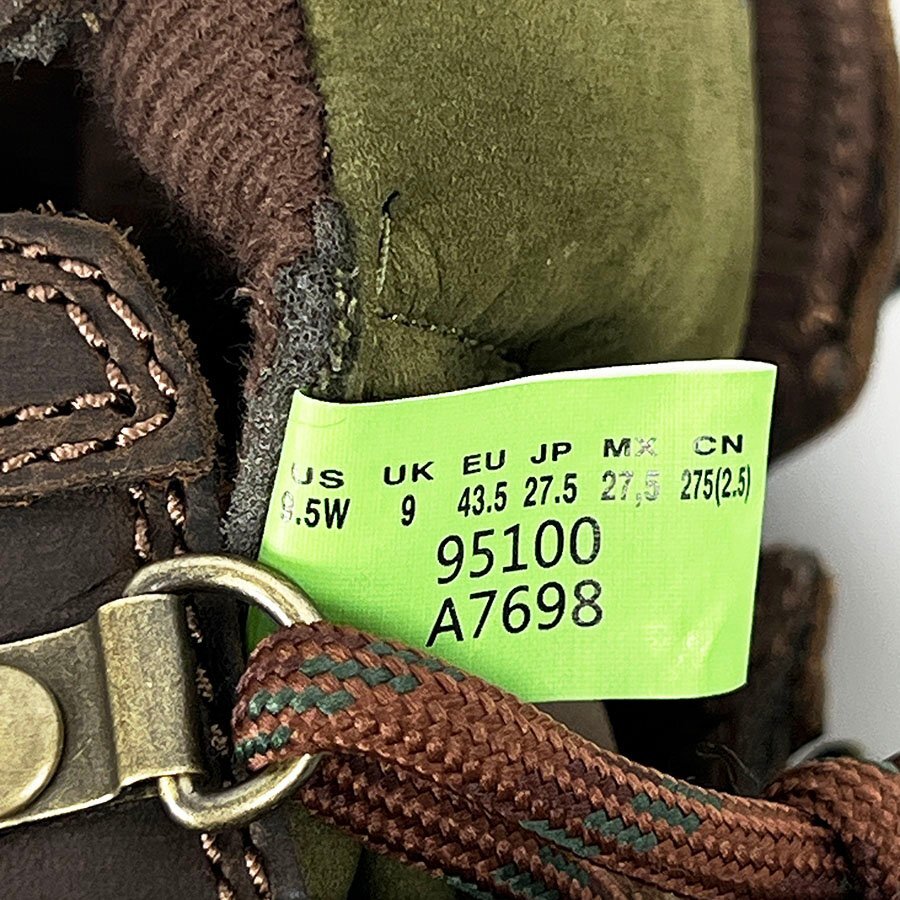 US UK EU JP MX CN
9.5W 9 43.5 27.5 27,5 275(2.5)
95100
A7698